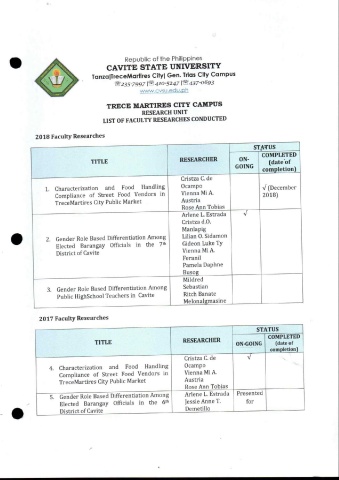 Republic of the Philippines
CAVITE STATE UNIVERSITY
Tanza|TreceMartires City| Gen. Trias City Campus
☏235-7997 |☏ 420-5247 |☏ 437-0693
www.cvsu.edu.ph
TRECE MARTIRES CITY CAMPUS
RESEARCH UNIT
LIST OF FACULTY RESEARCHES CONDUCTED
2018 Faculty Researches
TITLE
RESEARCHER
STATUS
ON-
GOING
COMPLETED
(date of
completion)
1. Characterization and Food Handling
Compliance of Street Food Vendors in
TreceMartires City Public Market
Cristza C. de
Ocampo
Vienna Mi A.
Austria
Rose Ann Tobias
√ (December
2018)
2. Gender Role Based Differentiation Among
Elected Barangay Officials in the 7th
District of Cavite
Arlene L. Estrada
Cristza d.O.
Manlapig
Lilian O. Sidamon
Gideon Luke Ty
Vienna Mi A.
Feranil
Pamela Daphne
Busog
√
3. Gender Role Based Differentiation Among
Public HighSchool Teachers in Cavite
Mildred
Sebastian
Ritch Banate
2017 Faculty Researches
TITLE
RESEARCHER
STATUS
ON-GOING
COMPLETED
(date of
completion)
4. Characterization and Food Handling
Compliance of Street Food Vendors in
TreceMartires City Public Market
Cristza C. de
Ocampo
Vienna Mi A.
Austria
Rose Ann Tobias
√
5. Gender Role Based Differentiation Among
Elected Barangay Officials in the 6th
District of Cavite
Arlene L. Estrada
Jessie Anne T.
Demetillo
Presented
for